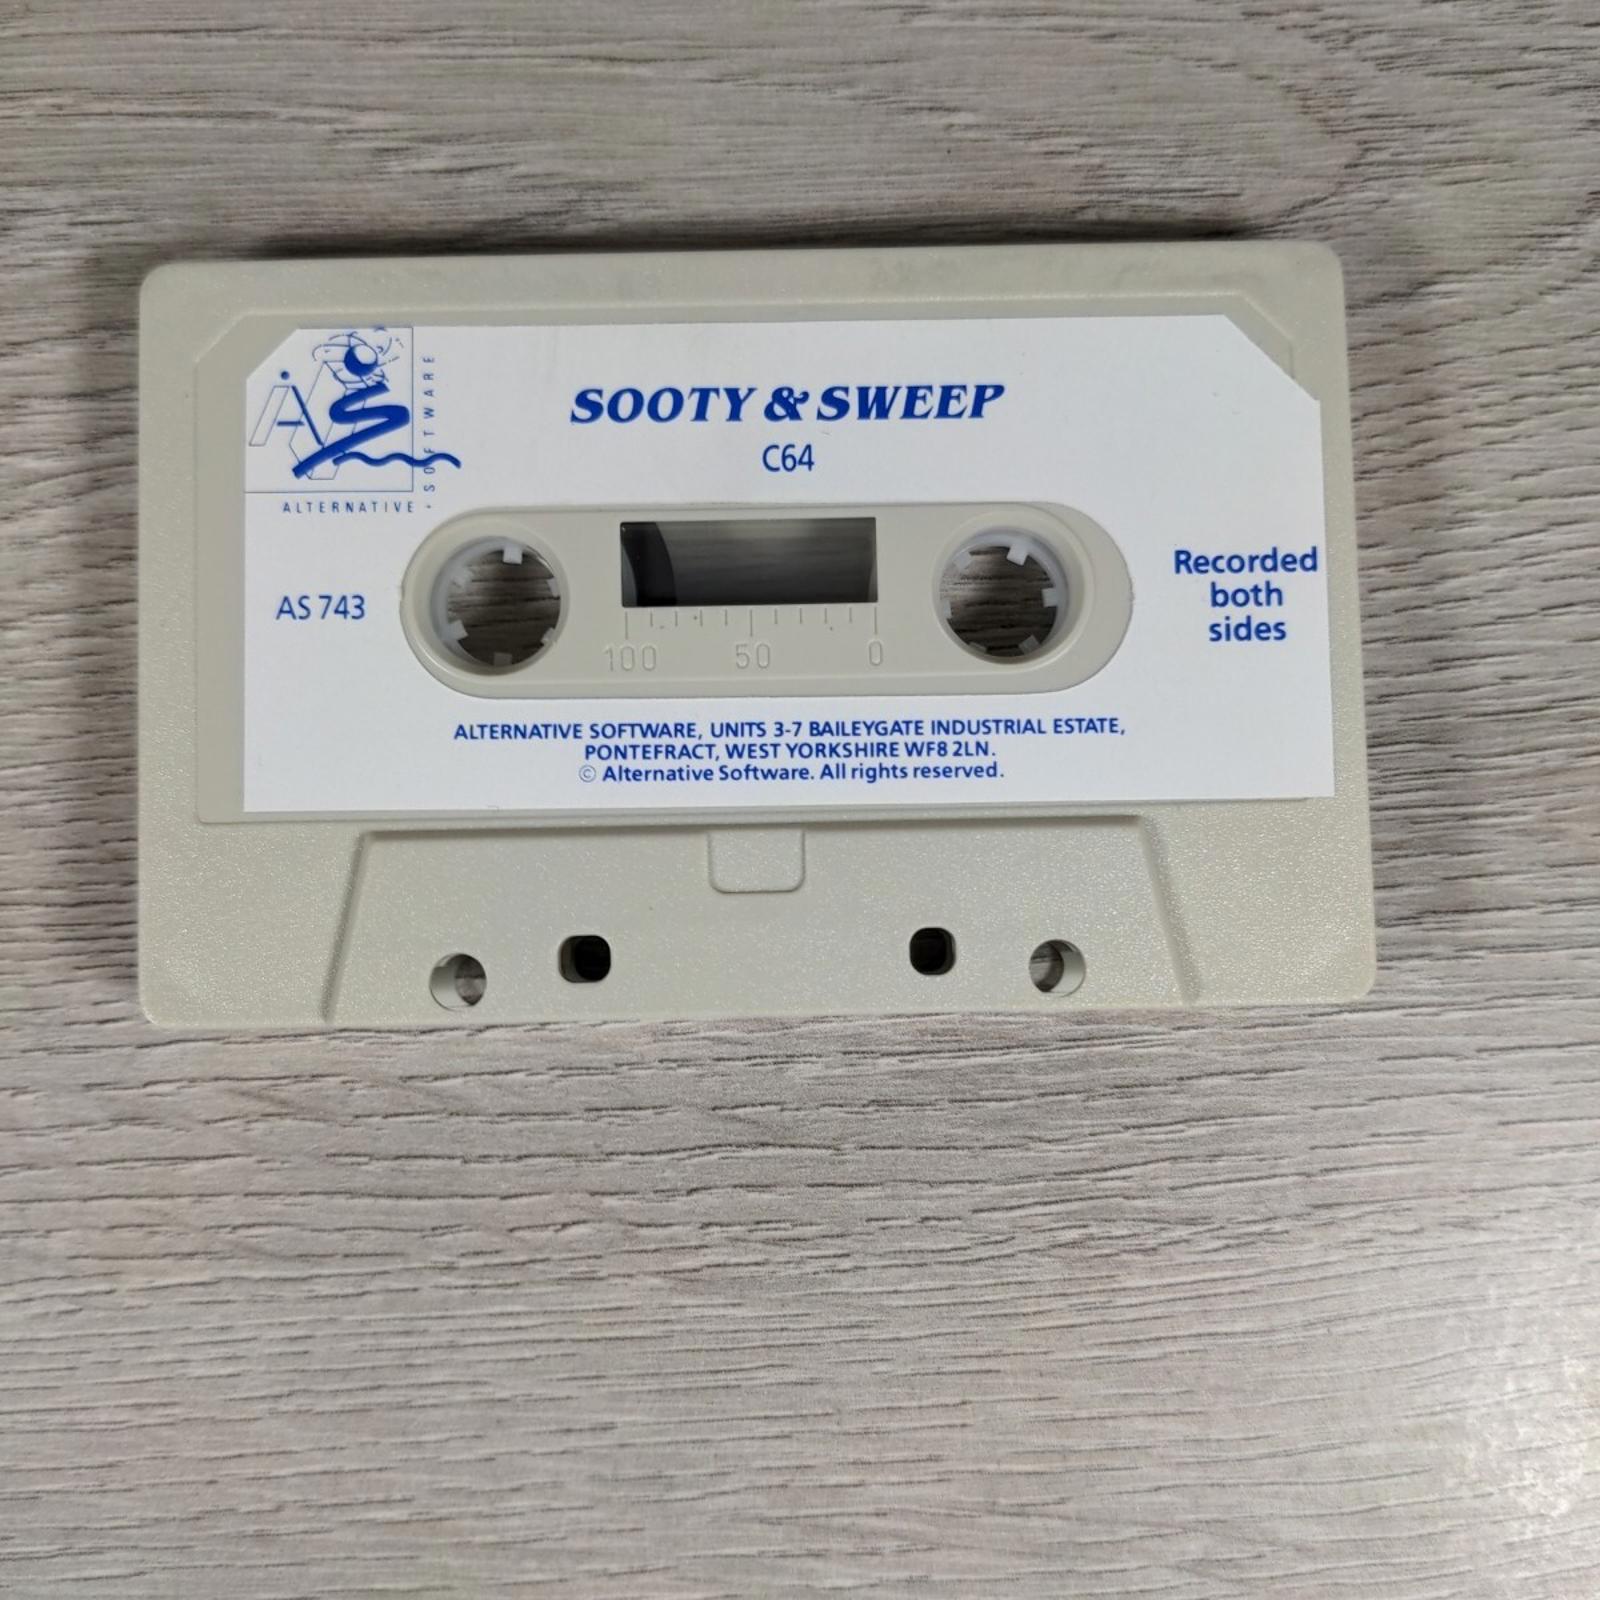 SOOTY & SWEEP
C64
SOFTWARE
ALTERNATIVE -
AS 743
Recorded
both
sides
100 50 0
ALTERNATIVE SOFTWARE, UNITS 3-7 BAILEYGATE INDUSTRIAL ESTATE,
PONTEFRACT, WEST YORKSHIRE WF8 2LN.
© Alternative Software. All rights reserved.